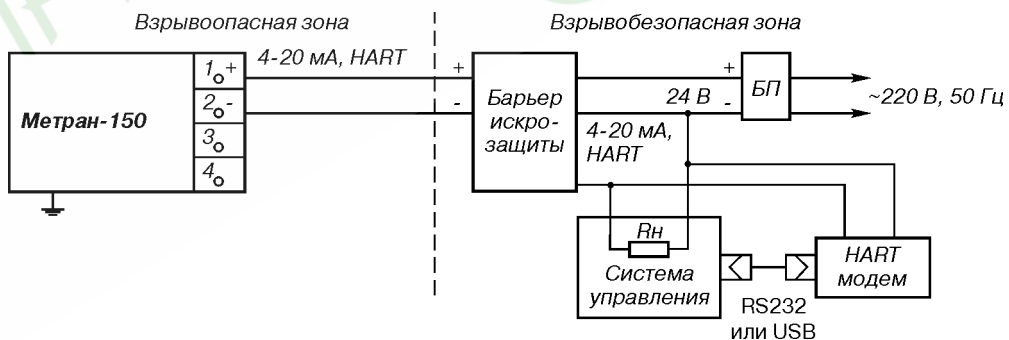 Взрывоопасная зона
Взрывобезопасная зона
Метран-150
1 +
2 -
3
4
4-20 мА, HART
+
-
Барьер
искро-
защиты
+
24 В -
БП
~220 В, 50 Гц
4-20 мА,
HART
Rн
Система
управления
HART
модем
RS232
или USB